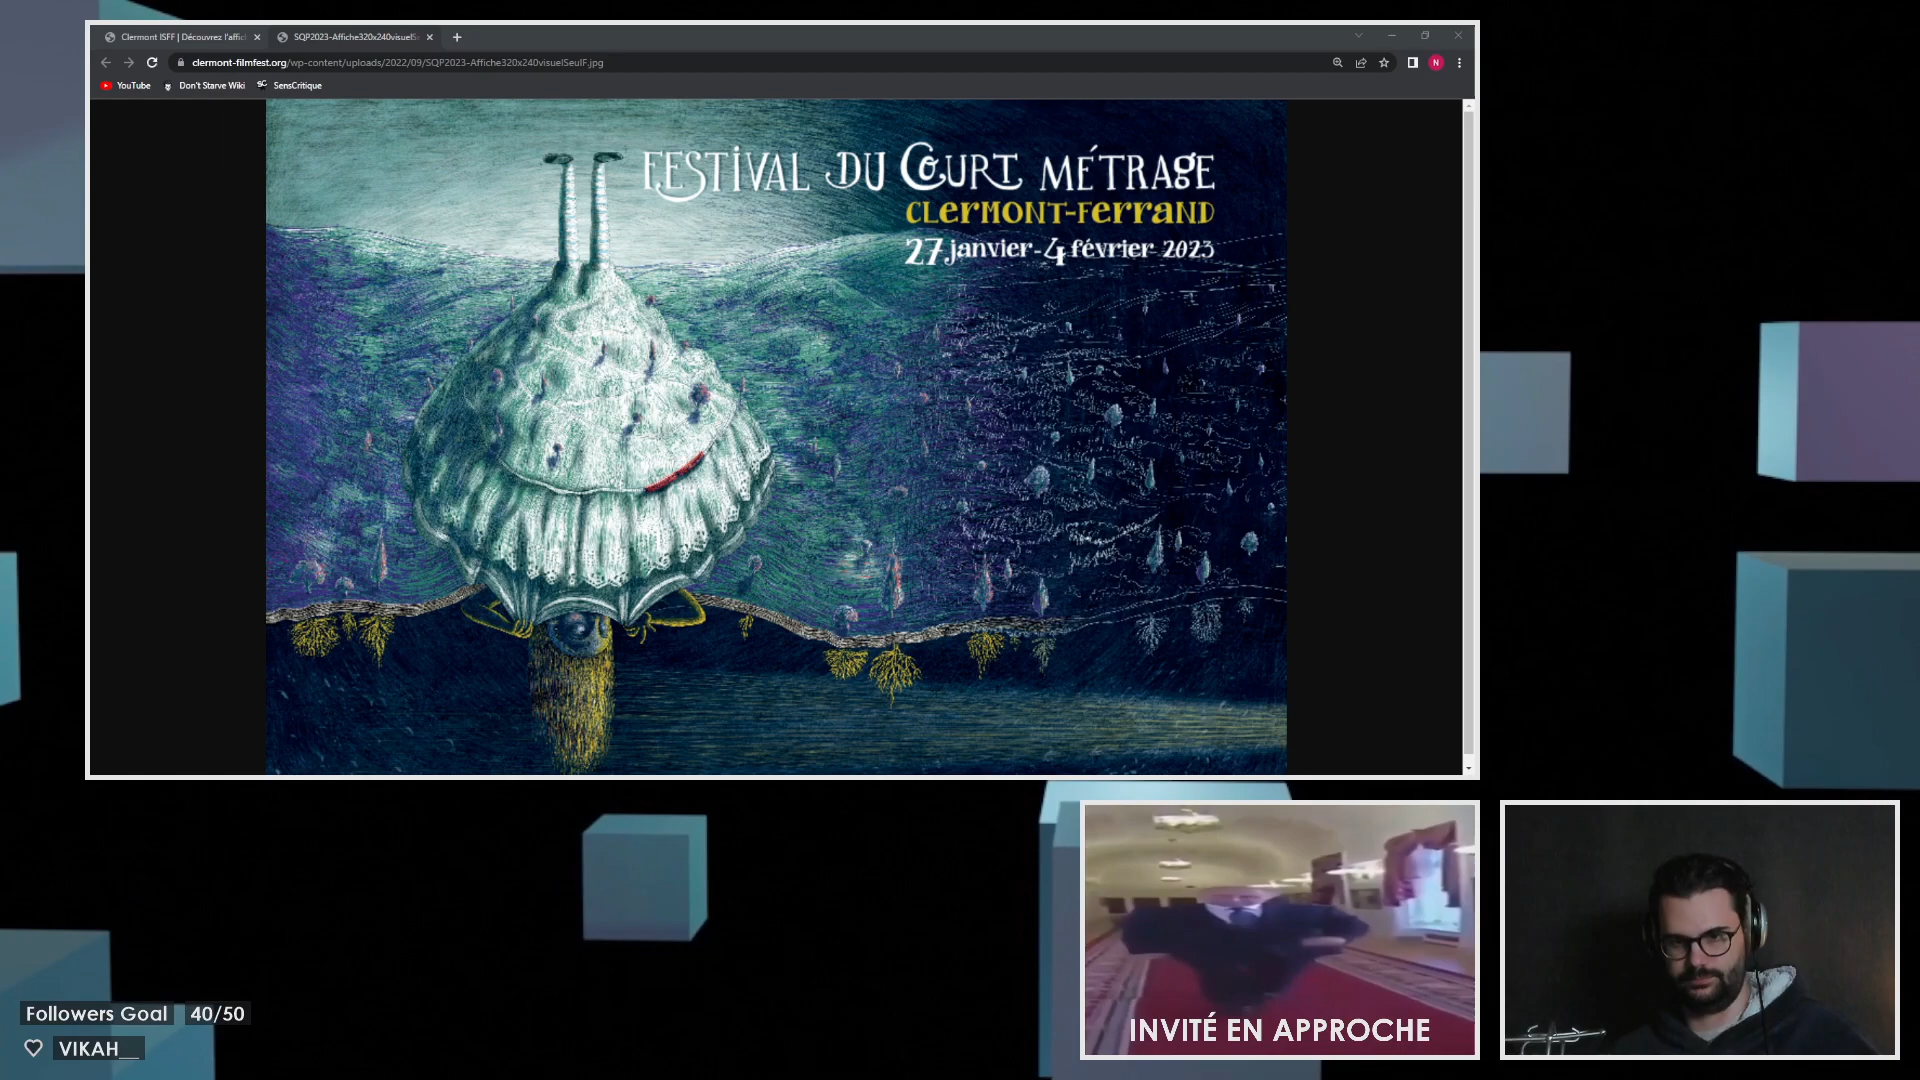 Clermont ISFF | Découvrez l'affic
SQP2023-Affiche320x240visuelSe
clermont-filmfest.org/wp-content/uploads/2022/09/SQP2023-Affiche320x240visuelSeulF.jpg
N
YouTube
Don't Starve Wiki
SC
SensCritique
FESTIVAL DU COURT MÉTRAGE
CLERMONT-FERRAND
27 janvier-4 février 2023
INVITÉ EN APPROCHE
Followers Goal 40/50
VIKAH__